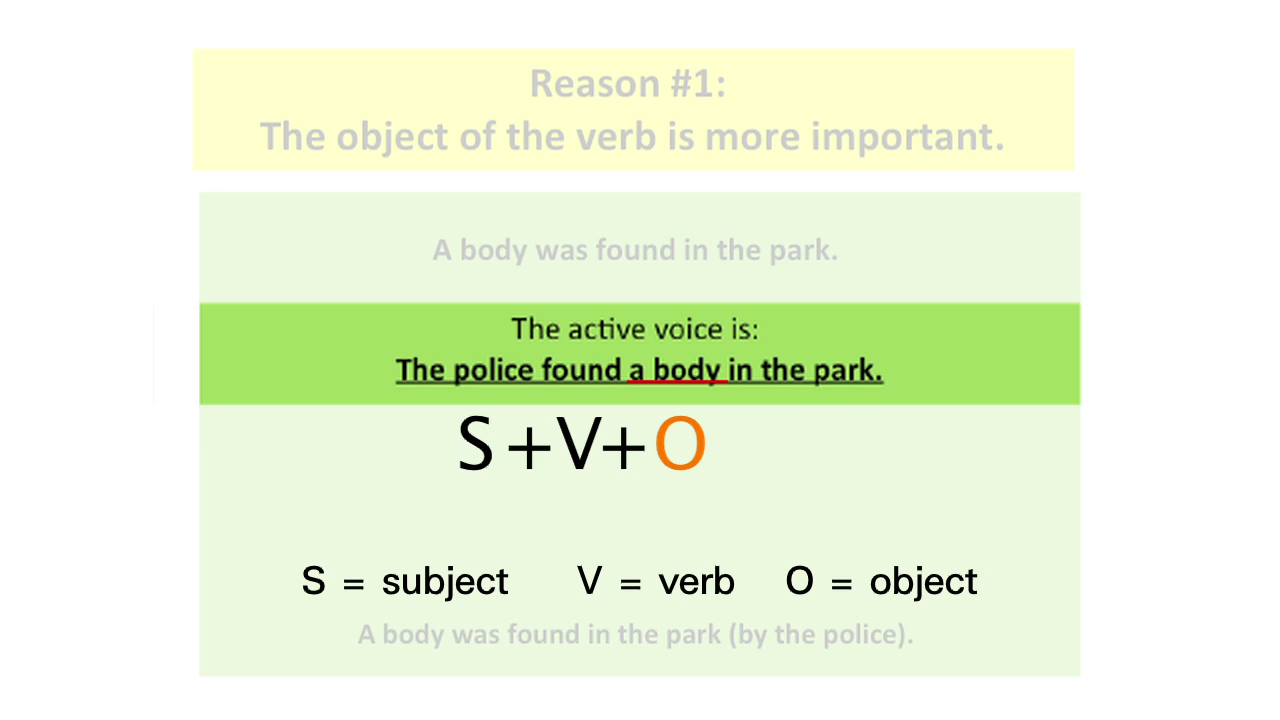 Reason #1:
The object of the verb is more important.
A body was found in the park.
The active voice is:
The police found a body in the park.
S+V+O
S = subject V = verb O = object
A body was found in the park (by the police).